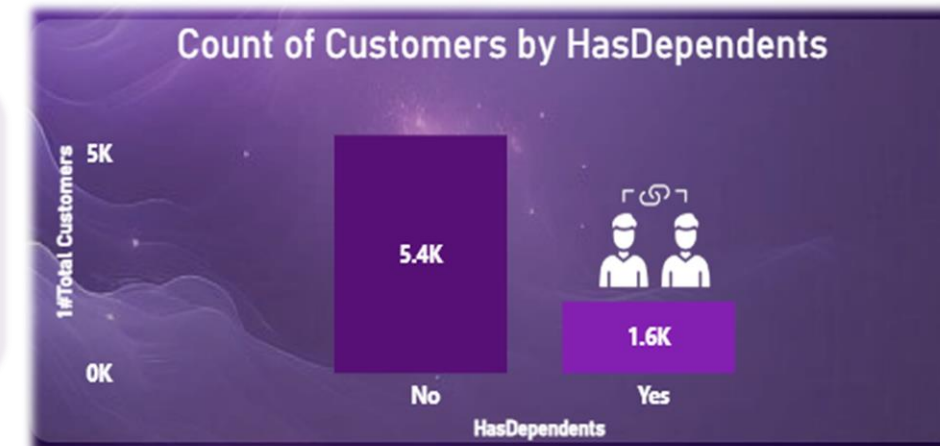 Count of Customers by HasDependents
1#Total Customers
5K
0K
5.4K
1.6K
No
Yes
HasDependents